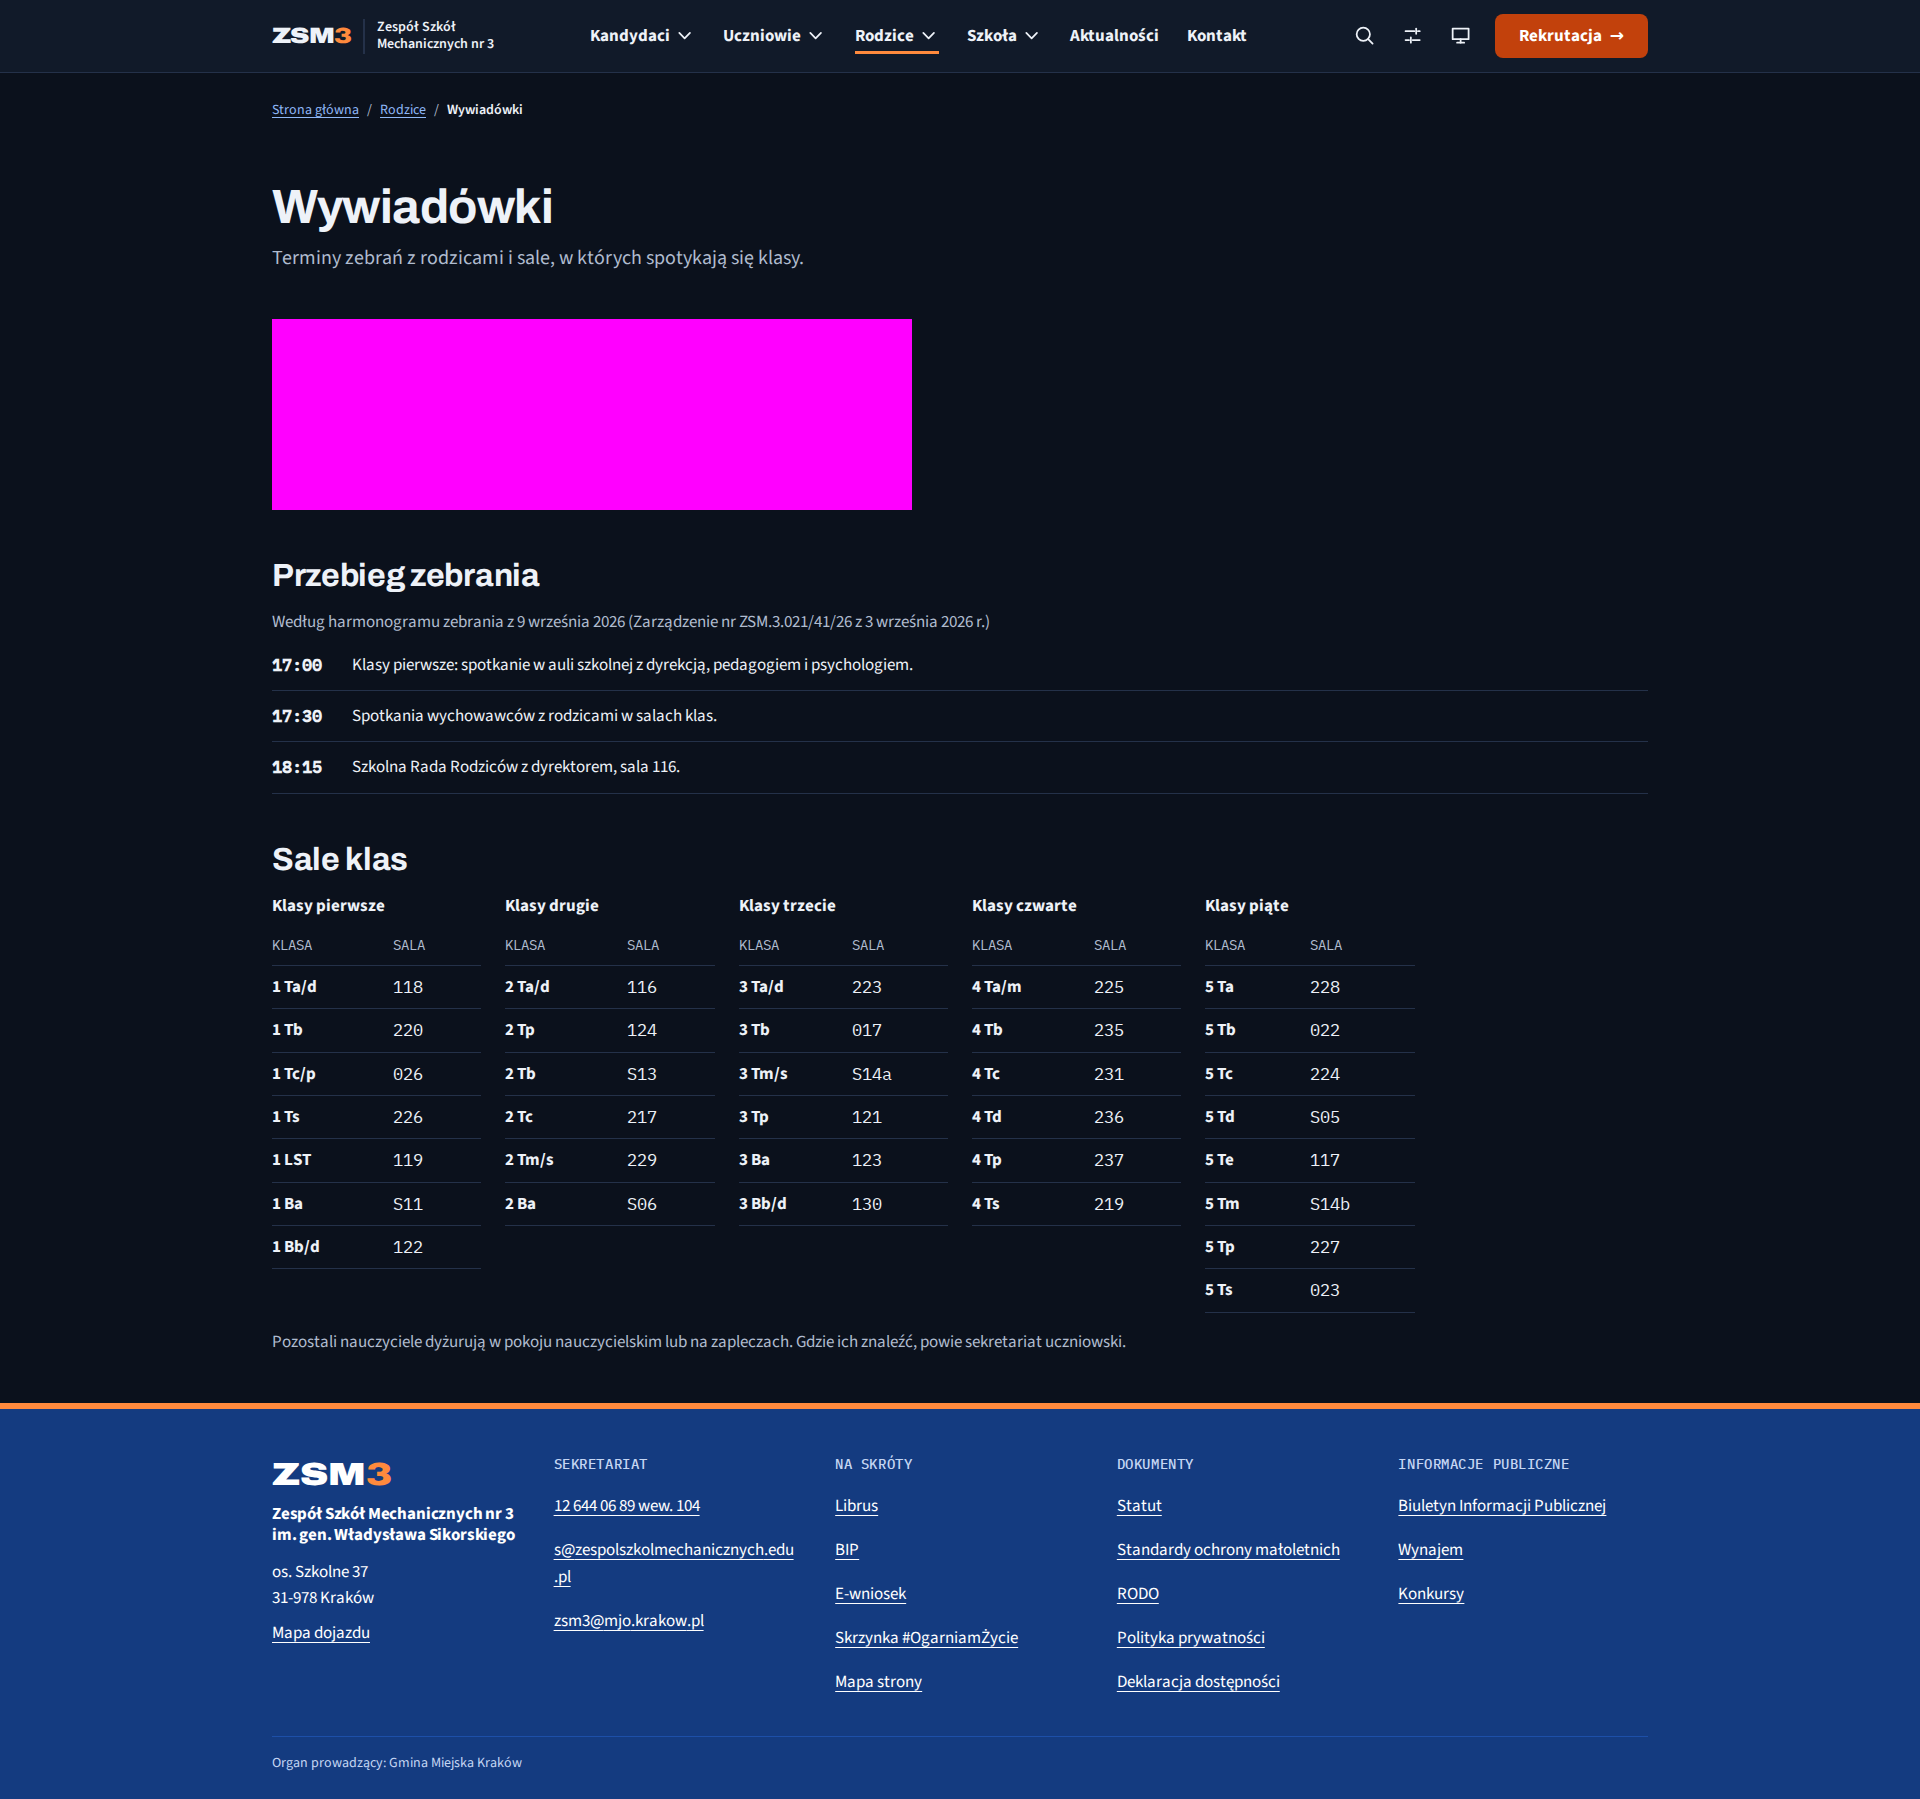 ZSM3
Zespół Szkół
Mechanicznych nr 3
Kandydaci
Uczniowie
Rodzice
Szkoła
Aktualności
Kontakt
Rekrutacja →
Strona główna / Rodzice / Wywiadówki
Wywiadówki
Terminy zebrań z rodzicami i sale, w których spotykają się klasy.
Przebieg zebrania
Według harmonogramu zebrania z 9 września 2026 (Zarządzenie nr ZSM.3.021/41/26 z 3 września 2026 r.)
17:00 Klasy pierwsze: spotkanie w auli szkolnej z dyrekcją, pedagogiem i psychologiem.
17:30 Spotkania wychowawców z rodzicami w salach klas.
18:15 Szkolna Rada Rodziców z dyrektorem, sala 116.
Sale klas
Klasy pierwsze
KLASA SALA
1 Ta/d 118
1 Tb 220
1 Tc/p 026
1 Ts 226
1 LST 119
1 Ba S11
1 Bb/d 122
Klasy drugie
KLASA SALA
2 Ta/d 116
2 Tp 124
2 Tb S13
2 Tc 217
2 Tm/s 229
2 Ba S06
Klasy trzecie
KLASA SALA
3 Ta/d 223
3 Tb 017
3 Tm/s S14a
3 Tp 121
3 Ba 123
3 Bb/d 130
Klasy czwarte
KLASA SALA
4 Ta/m 225
4 Tb 235
4 Tc 231
4 Td 236
4 Tp 237
4 Ts 219
Klasy piąte
KLASA SALA
5 Ta 228
5 Tb 022
5 Tc 224
5 Td S05
5 Te 117
5 Tm S14b
5 Tp 227
5 Ts 023
Pozostali nauczyciele dyżurują w pokoju nauczycielskim lub na zapleczach. Gdzie ich znaleźć, powie sekretariat uczniowski.
ZSM3
Zespół Szkół Mechanicznych nr 3
im. gen. Władysława Sikorskiego
os. Szkolne 37
31-978 Kraków
Mapa dojazdu
SEKRETARIAT
12 644 06 89 wew. 104
s@zespolszkolmechanicznych.edu
.pl
zsm3@mjo.krakow.pl
NA SKRÓTY
Librus
BIP
E-wniosek
Skrzynka #OgarniamŻycie
Mapa strony
DOKUMENTY
Statut
Standardy ochrony małoletnich
RODO
Polityka prywatności
Deklaracja dostępności
INFORMACJE PUBLICZNE
Biuletyn Informacji Publicznej
Wynajem
Konkursy
Organ prowadzący: Gmina Miejska Kraków